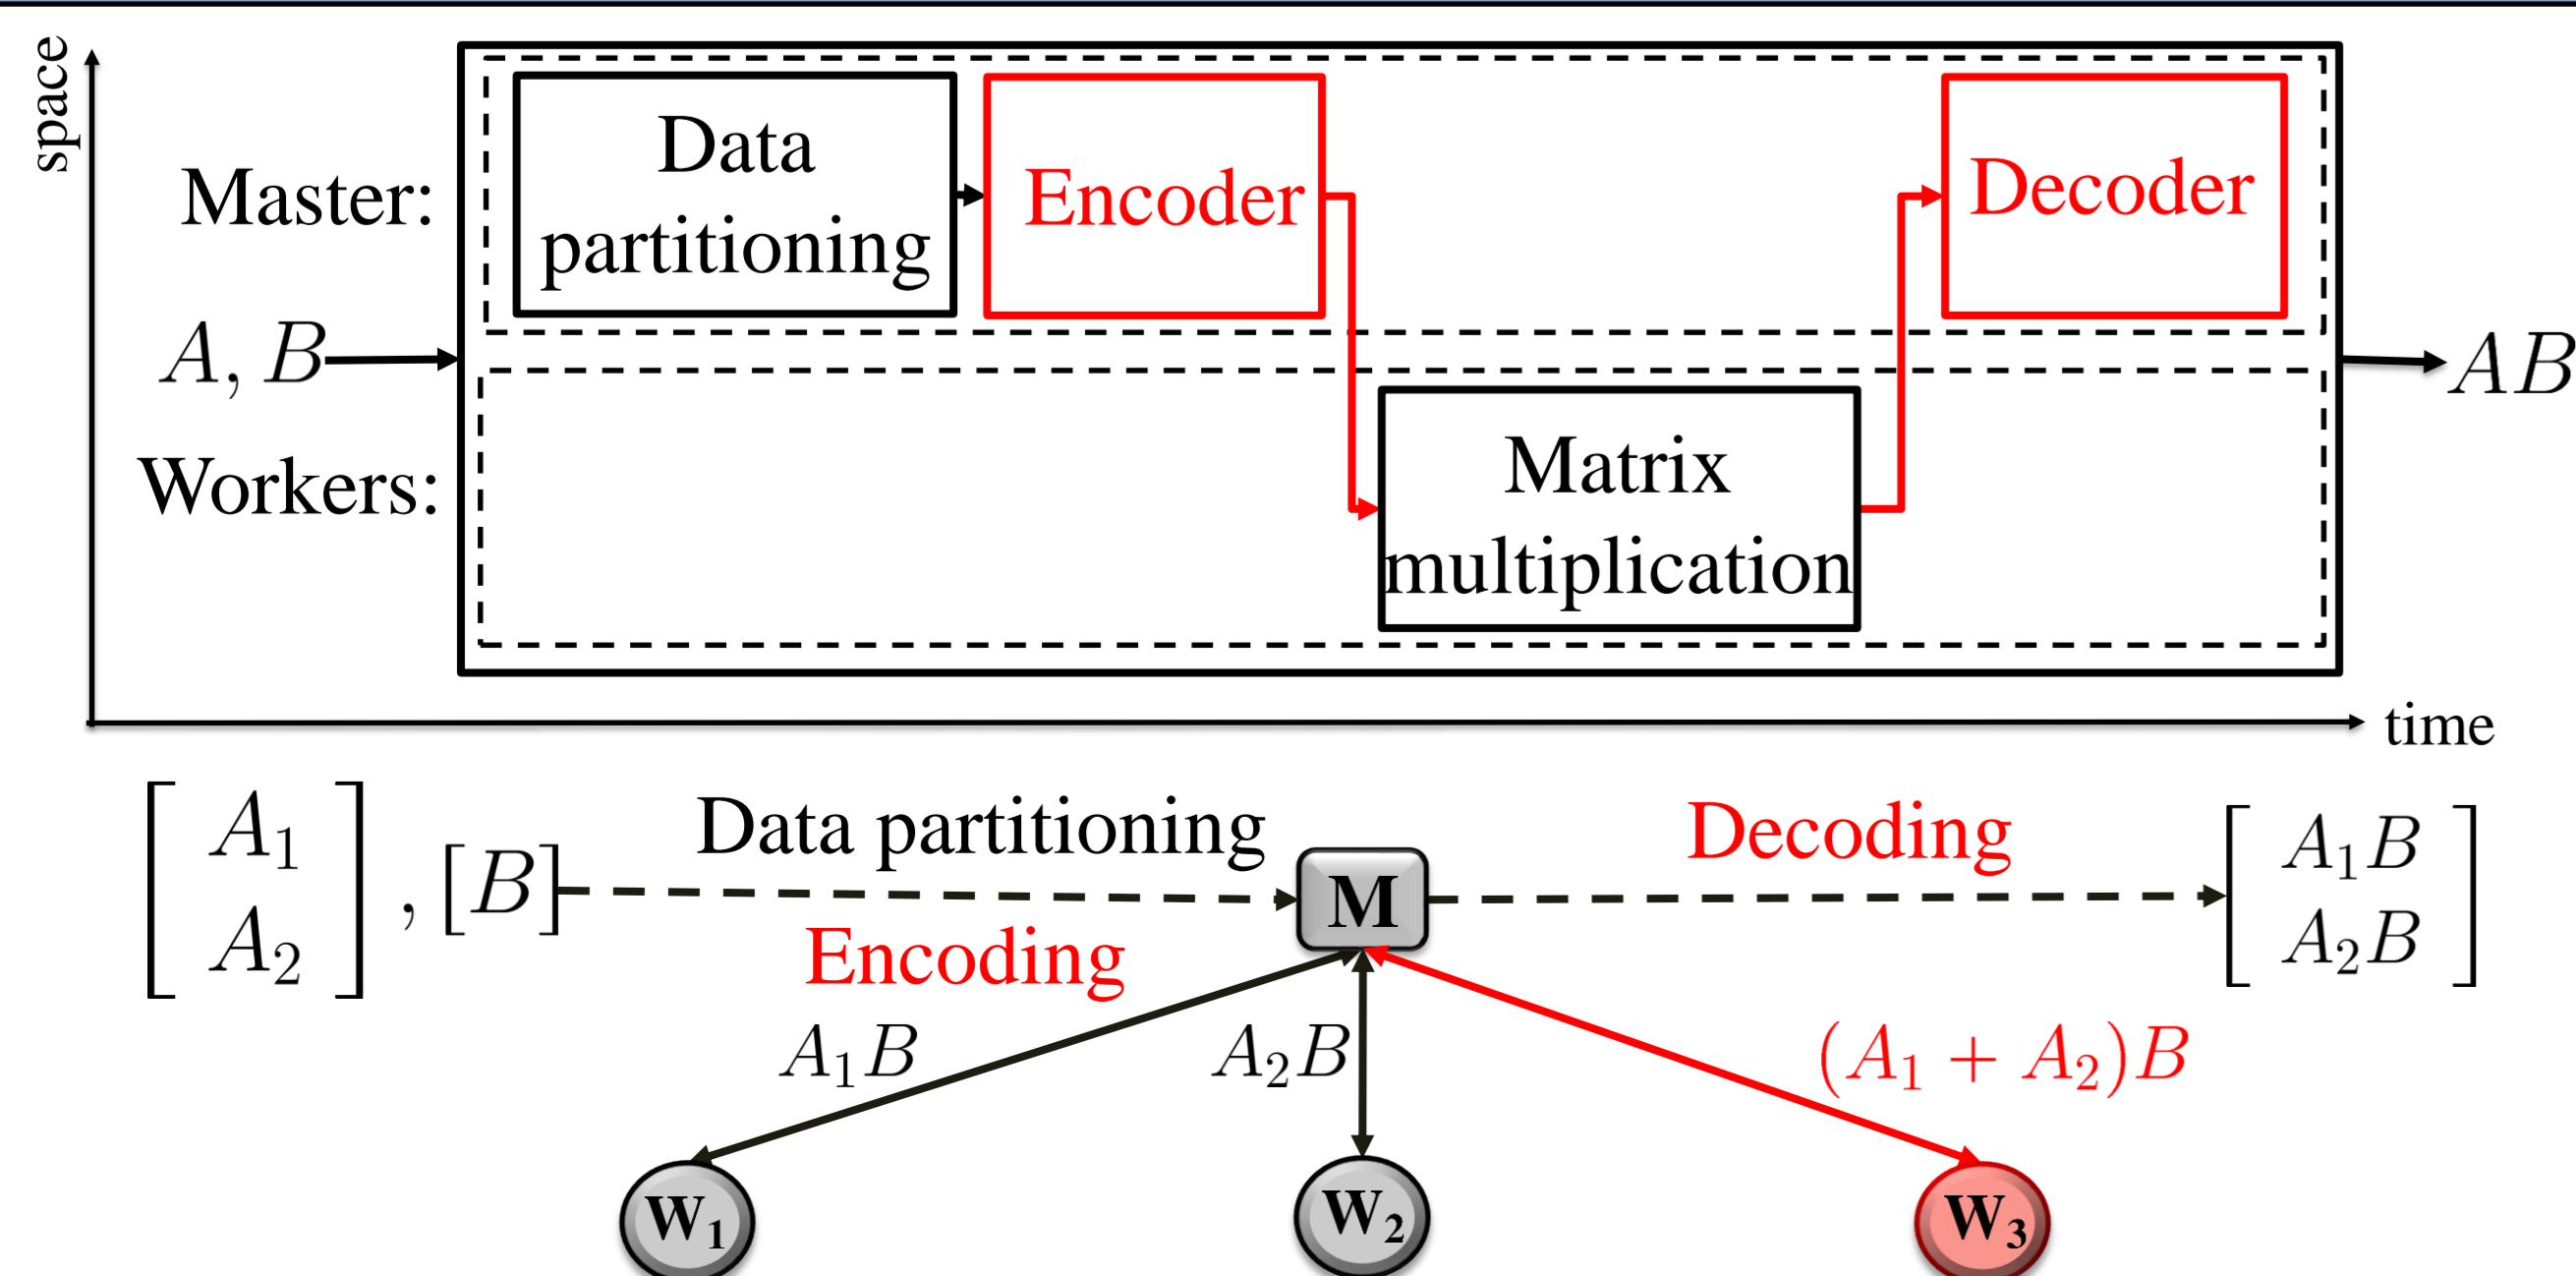 space
Master:
Data
partitioning
Encoder
Decoder
A, B
AB
Workers:
Matrix
multiplication
time
[ A₁
A₂ ] , [B]
Data partitioning
Encoding
M
Decoding
[ A₁B
A₂B ]
A₁B
A₂B
(A₁ + A₂)B
W₁
W₂
W₃